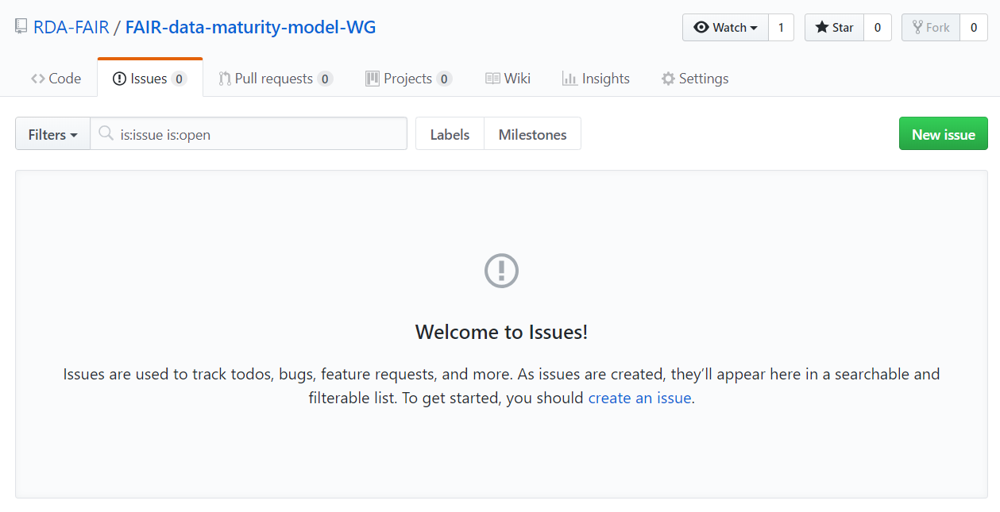 RDA-FAIR / FAIR-data-maturity-model-WG
Watch 1 Star 0 Fork 0
Code Issues 0 Pull requests 0 Projects 0 Wiki Insights Settings
Filters is:issue is:open Labels Milestones New issue
Welcome to Issues!
Issues are used to track todos, bugs, feature requests, and more. As issues are created, they’ll appear here in a searchable and
filterable list. To get started, you should create an issue.